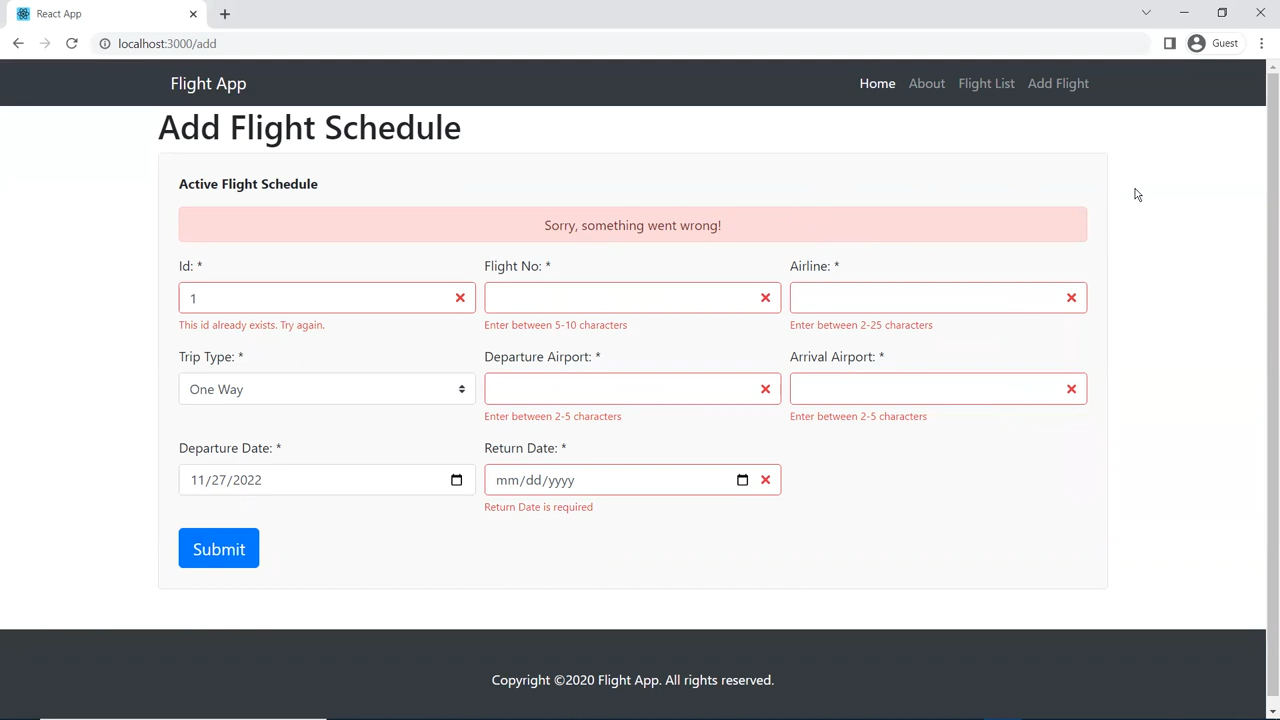 React App
localhost:3000/add
Guest
Flight App
Home About Flight List Add Flight
Add Flight Schedule
Active Flight Schedule
Sorry, something went wrong!
Id: * Flight No: * Airline: *
1
This id already exists. Try again. Enter between 5-10 characters Enter between 2-25 characters
Trip Type: * Departure Airport: * Arrival Airport: *
One Way
Enter between 2-5 characters Enter between 2-5 characters
Departure Date: * Return Date: *
11/27/2022 mm/dd/yyyy
Return Date is required
Submit
Copyright ©2020 Flight App. All rights reserved.